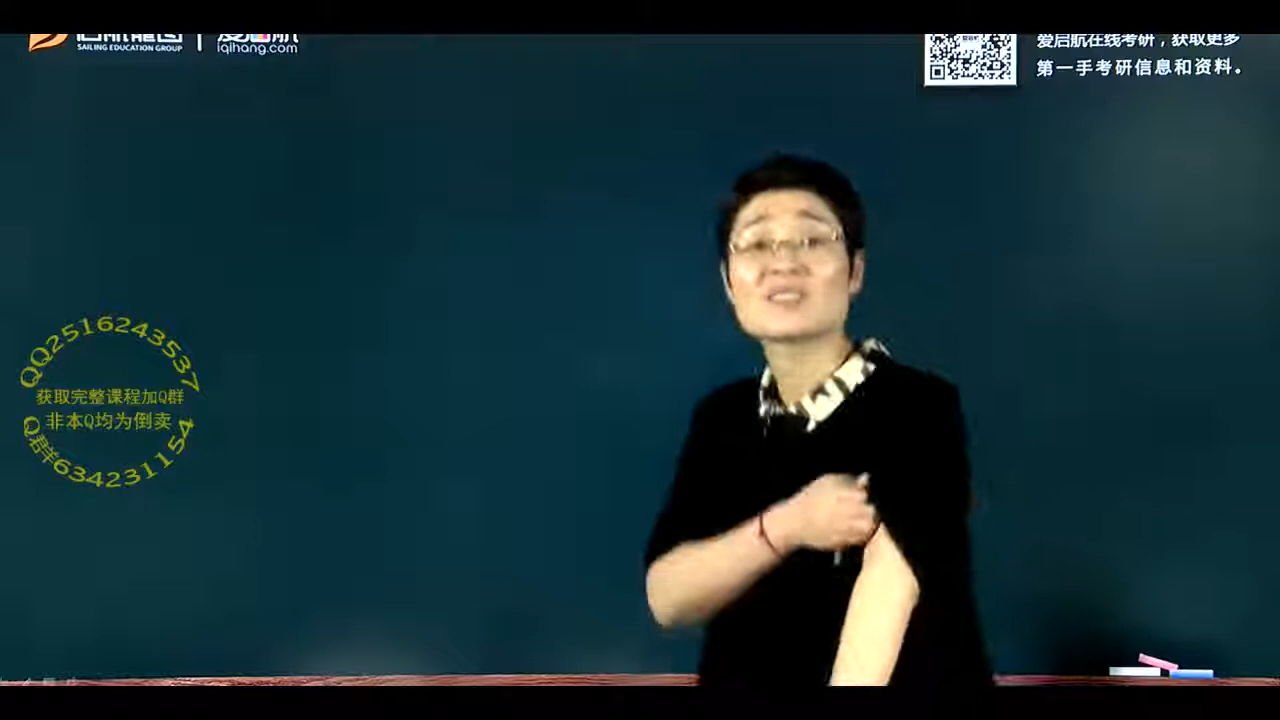 SAILING EDUCATION GROUP
iqihang.com
爱启航在线考研，获取更多
第一手考研信息和资料。
QQ2516243537
获取完整课程加Q群
非本Q均为倒卖
Q群634231154